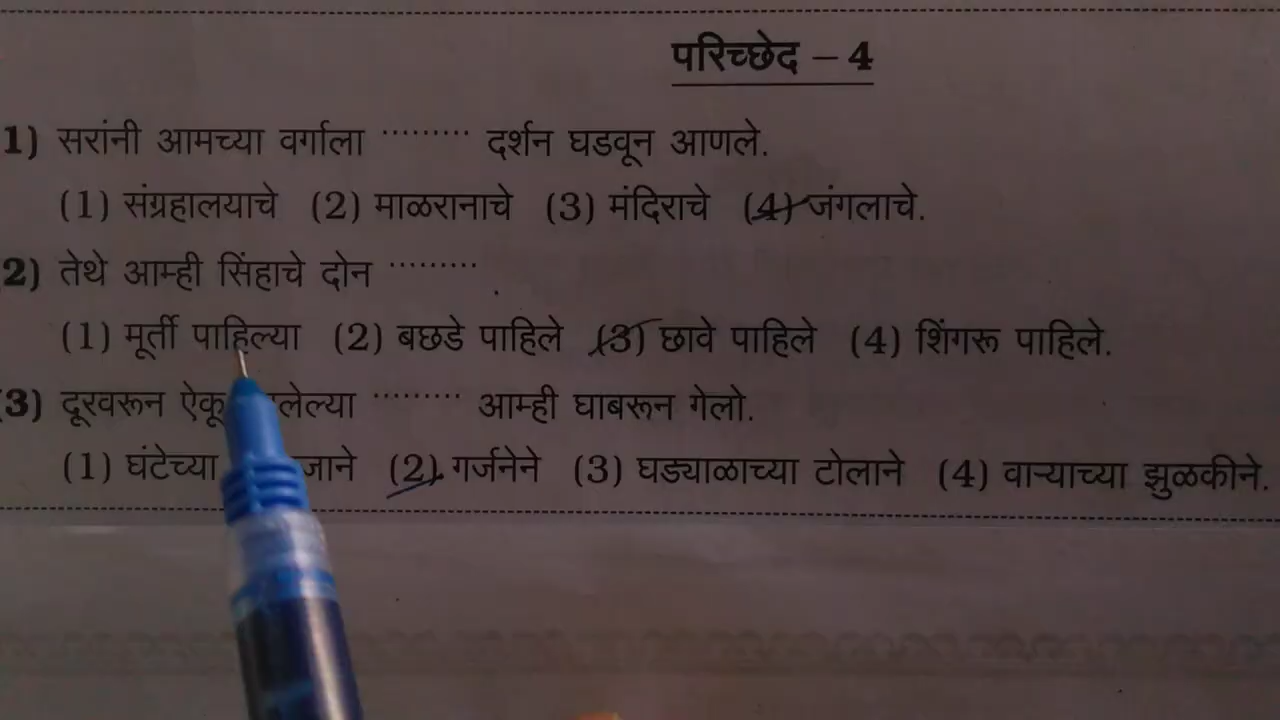 परिच्छेद – 4
1) सरांनी आमच्या वर्गाला ········· दर्शन घडवून आणले.
(1) संग्रहालयाचे (2) माळरानाचे (3) मंदिराचे (4) जंगलाचे.
2) तेथे आम्ही सिंहाचे दोन ·········
(1) मूर्ती पाहिल्या (2) बछडे पाहिले (3) छावे पाहिले (4) शिंगरू पाहिले.
3) दूरवरून ········· आम्ही घाबरून गेलो.
(1) घंटेच्या (2) गर्जनेने (3) घड्याळाच्या टोलाने (4) वाऱ्याच्या झुळकीने.